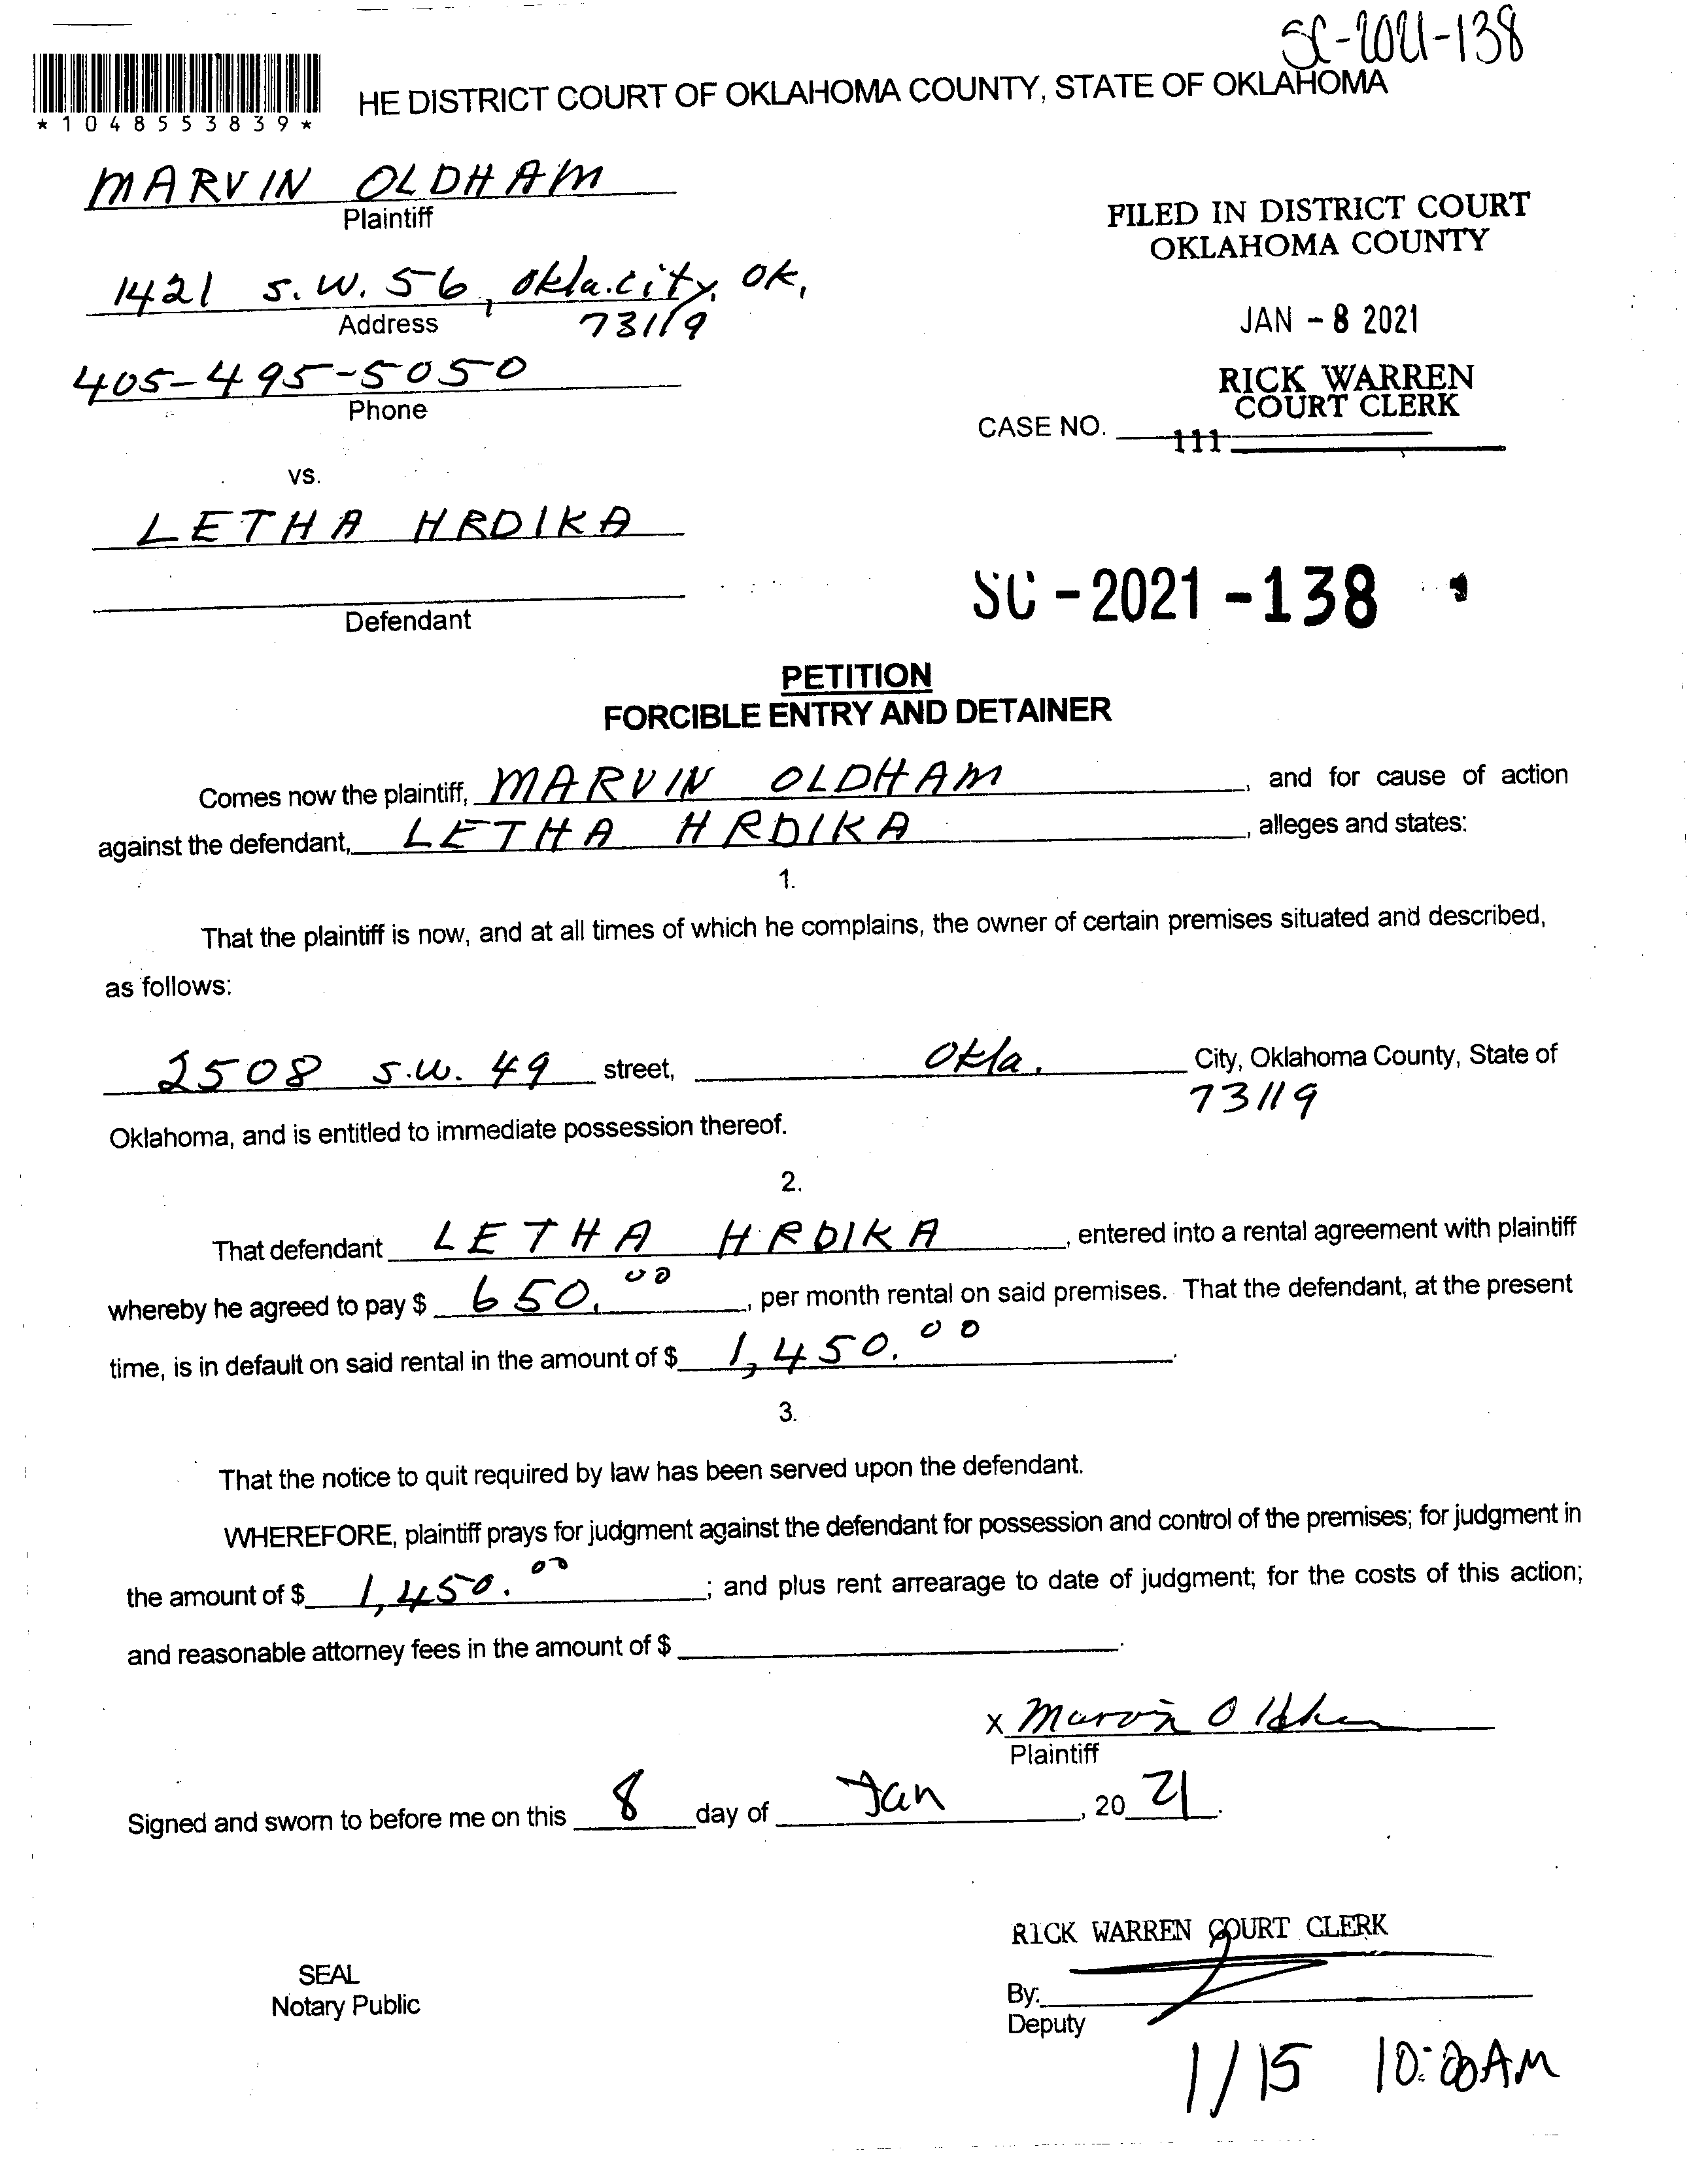 SC-2021-138
*1048553839*
HE DISTRICT COURT OF OKLAHOMA COUNTY, STATE OF OKLAHOMA
MARVIN OLDHAM
Plaintiff
FILED IN DISTRICT COURT
OKLAHOMA COUNTY
1421 S.W. 56, Okla.city, OK,
Address 73119
JAN - 8 2021
405-495-5050
Phone
RICK WARREN
COURT CLERK
CASE NO.
111
vs.
LETHA HRDIKA
Defendant
SC - 2021 - 138
PETITION
FORCIBLE ENTRY AND DETAINER
Comes now the plaintiff, MARVIN OLDHAM, and for cause of action
against the defendant, LETHA HRDIKA, alleges and states:
1.
That the plaintiff is now, and at all times of which he complains, the owner of certain premises situated and described,
as follows:
2508 S.W. 49 street, Okla. City, Oklahoma County, State of
73119
Oklahoma, and is entitled to immediate possession thereof.
2.
That defendant LETHA HRDIKA, entered into a rental agreement with plaintiff
whereby he agreed to pay $ 650.00, per month rental on said premises. That the defendant, at the present
time, is in default on said rental in the amount of $ 1,450.00.
3.
That the notice to quit required by law has been served upon the defendant.
WHEREFORE, plaintiff prays for judgment against the defendant for possession and control of the premises; for judgment in
the amount of $ 1,450.00; and plus rent arrearage to date of judgment; for the costs of this action;
and reasonable attorney fees in the amount of $ .
x Marvin Oldham
Plaintiff
Signed and sworn to before me on this 8 day of Jan, 20 21.
RICK WARREN COURT CLERK
SEAL
Notary Public
By:
Deputy
1/15 10:00AM